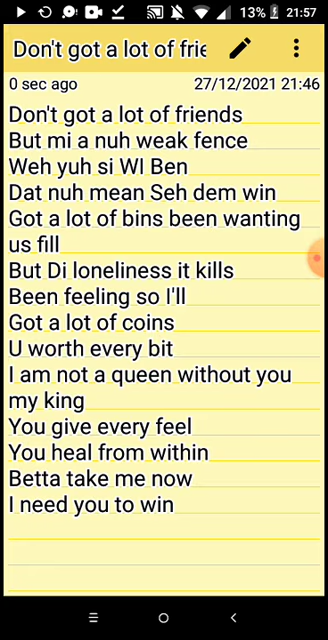 13% 21:57
Don't got a lot of frie
0 sec ago 27/12/2021 21:46
Don't got a lot of friends
But mi a nuh weak fence
Weh yuh si WI Ben
Dat nuh mean Seh dem win
Got a lot of bins been wanting
us fill
But Di loneliness it kills
Been feeling so I'll
Got a lot of coins
U worth every bit
I am not a queen without you
my king
You give every feel
You heal from within
Betta take me now
I need you to win